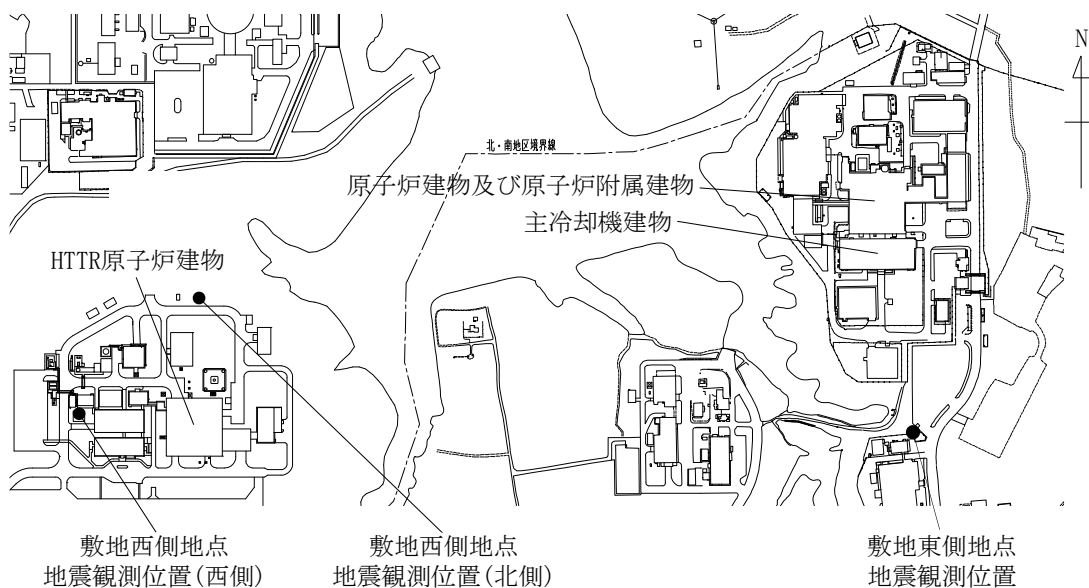 N
北・南地区境界線
原子炉建物及び原子炉附属建物
主冷却機建物
HTTR原子炉建物
敷地西側地点
地震観測位置(西側)
敷地西側地点
地震観測位置(北側)
敷地東側地点
地震観測位置